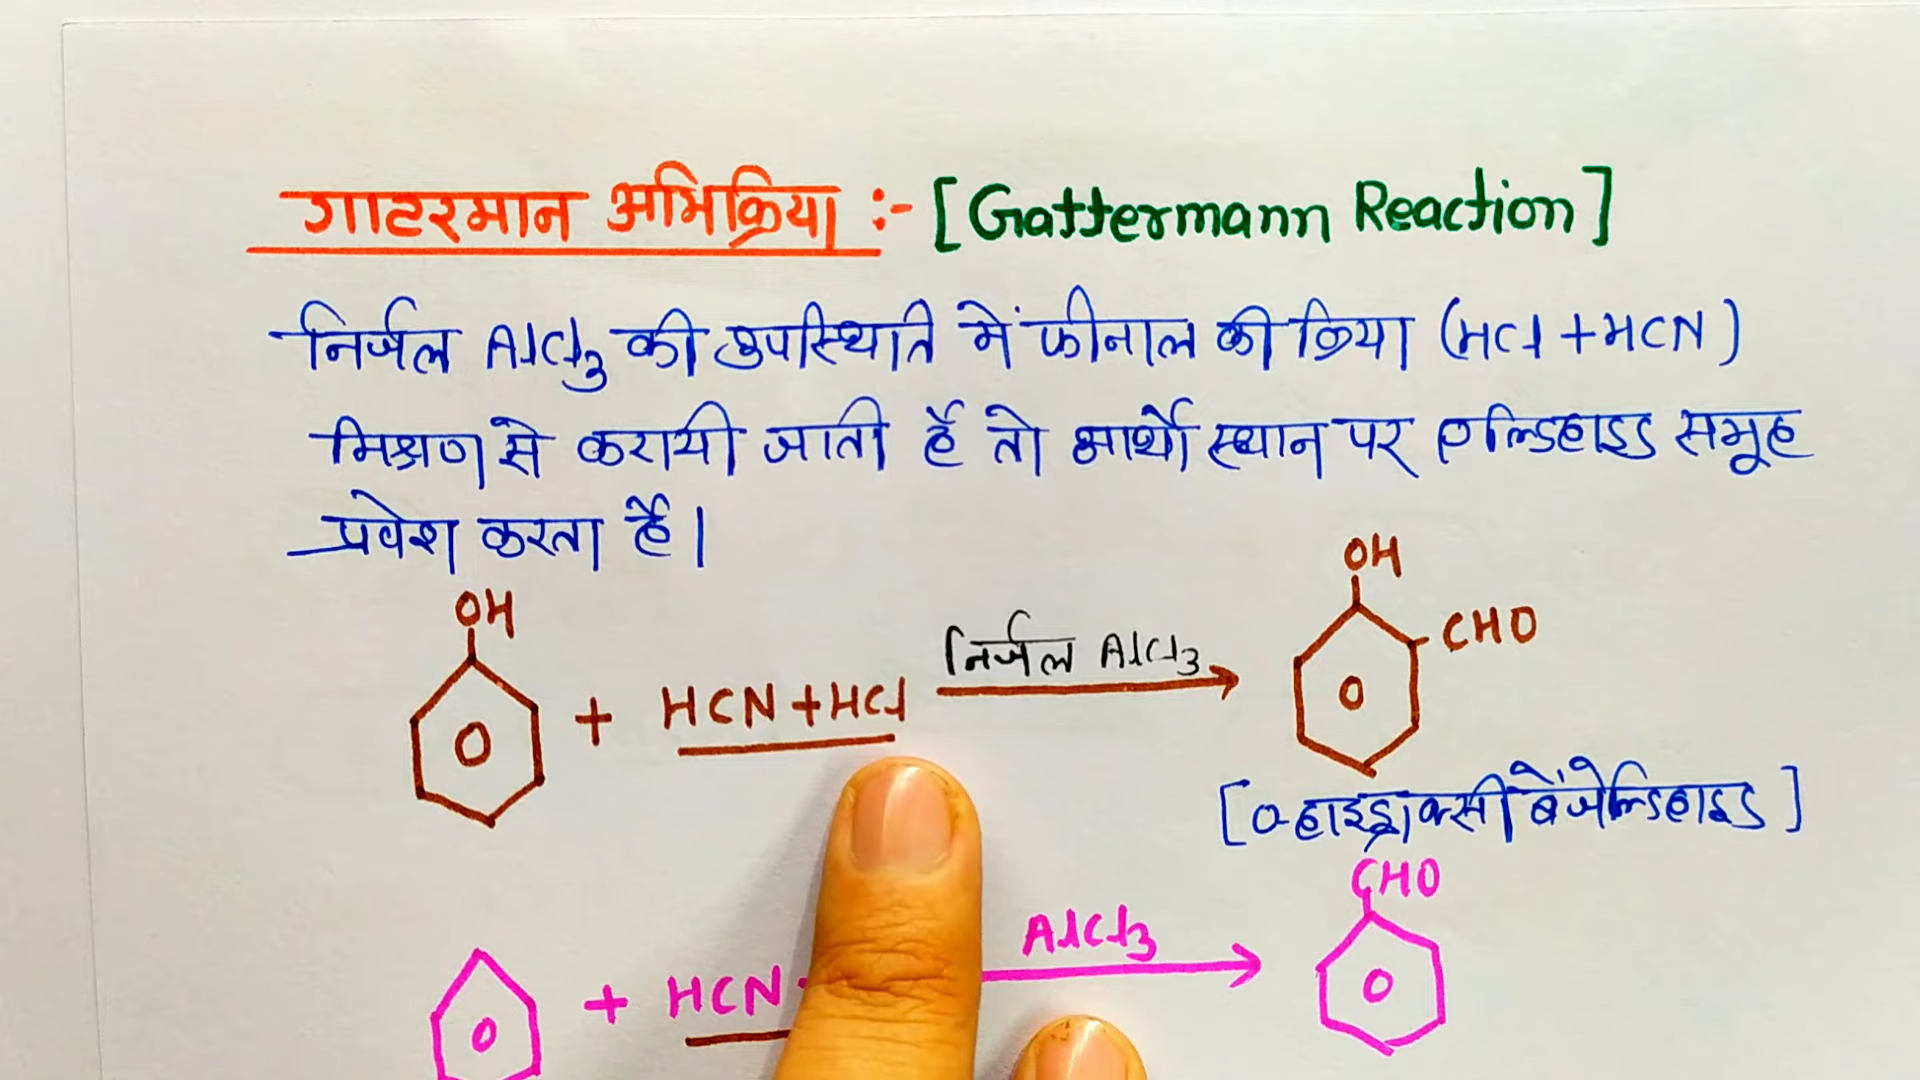 गाटरमान अभिक्रिया :- [Gattermann Reaction]
निर्जल AlCl3 की उपस्थिति में फीनाल की क्रिया (HCl + HCN)
मिश्रण से करायी जाती है तो आर्थो स्थान पर एल्डिहाइड समूह
प्रवेश करता है।
OH
OH
CHO
+ HCN + HCl
निर्जल AlCl3
[o-हाइड्राक्सी बेंजेल्डिहाइड]
CHO
+ HCN
AlCl3